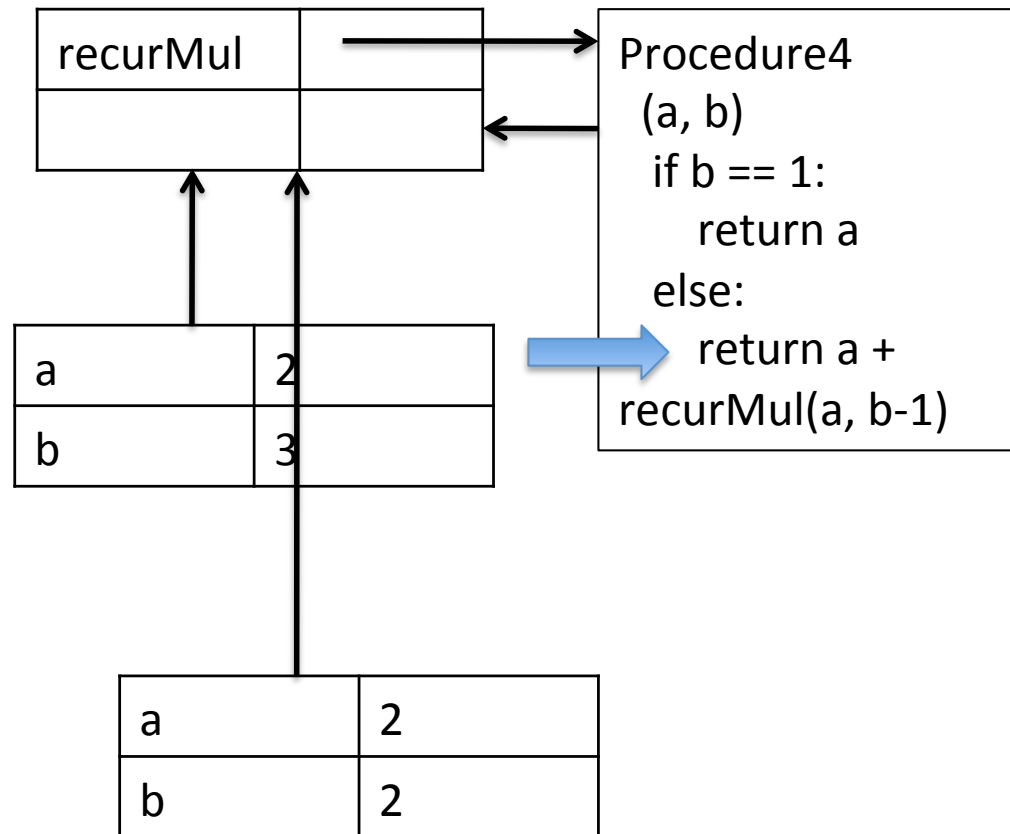 recurMul
Procedure4
(a, b)
if b == 1:
return a
else:
return a +
recurMul(a, b-1)
a 2
b 3
a 2
b 2